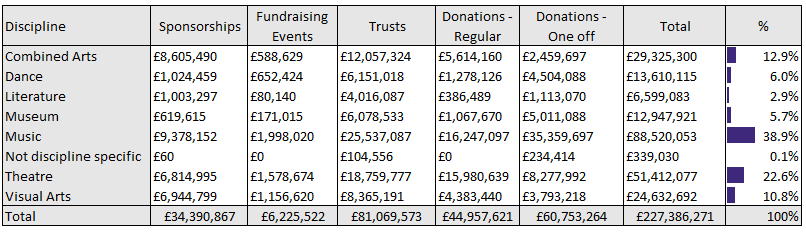 Discipline Sponsorships Fundraising Events Trusts Donations - Regular Donations - One off Total %
Combined Arts £8,605,490 £588,629 £12,057,324 £5,614,160 £2,459,697 £29,325,300 12.9%
Dance £1,024,459 £652,424 £6,151,018 £1,278,126 £4,504,088 £13,610,115 6.0%
Literature £1,003,297 £80,140 £4,016,087 £386,489 £1,113,070 £6,599,083 2.9%
Museum £619,615 £171,015 £6,078,533 £1,067,670 £5,011,088 £12,947,921 5.7%
Music £9,378,152 £1,998,020 £25,537,087 £16,247,097 £35,359,697 £88,520,053 38.9%
Not discipline specific £60 £0 £104,556 £0 £234,414 £339,030 0.1%
Theatre £6,814,995 £1,578,674 £18,759,777 £15,980,639 £8,277,992 £51,412,077 22.6%
Visual Arts £6,944,799 £1,156,620 £8,365,191 £4,383,440 £3,793,218 £24,632,692 10.8%
Total £34,390,867 £6,225,522 £81,069,573 £44,957,621 £60,753,264 £227,386,271 100%